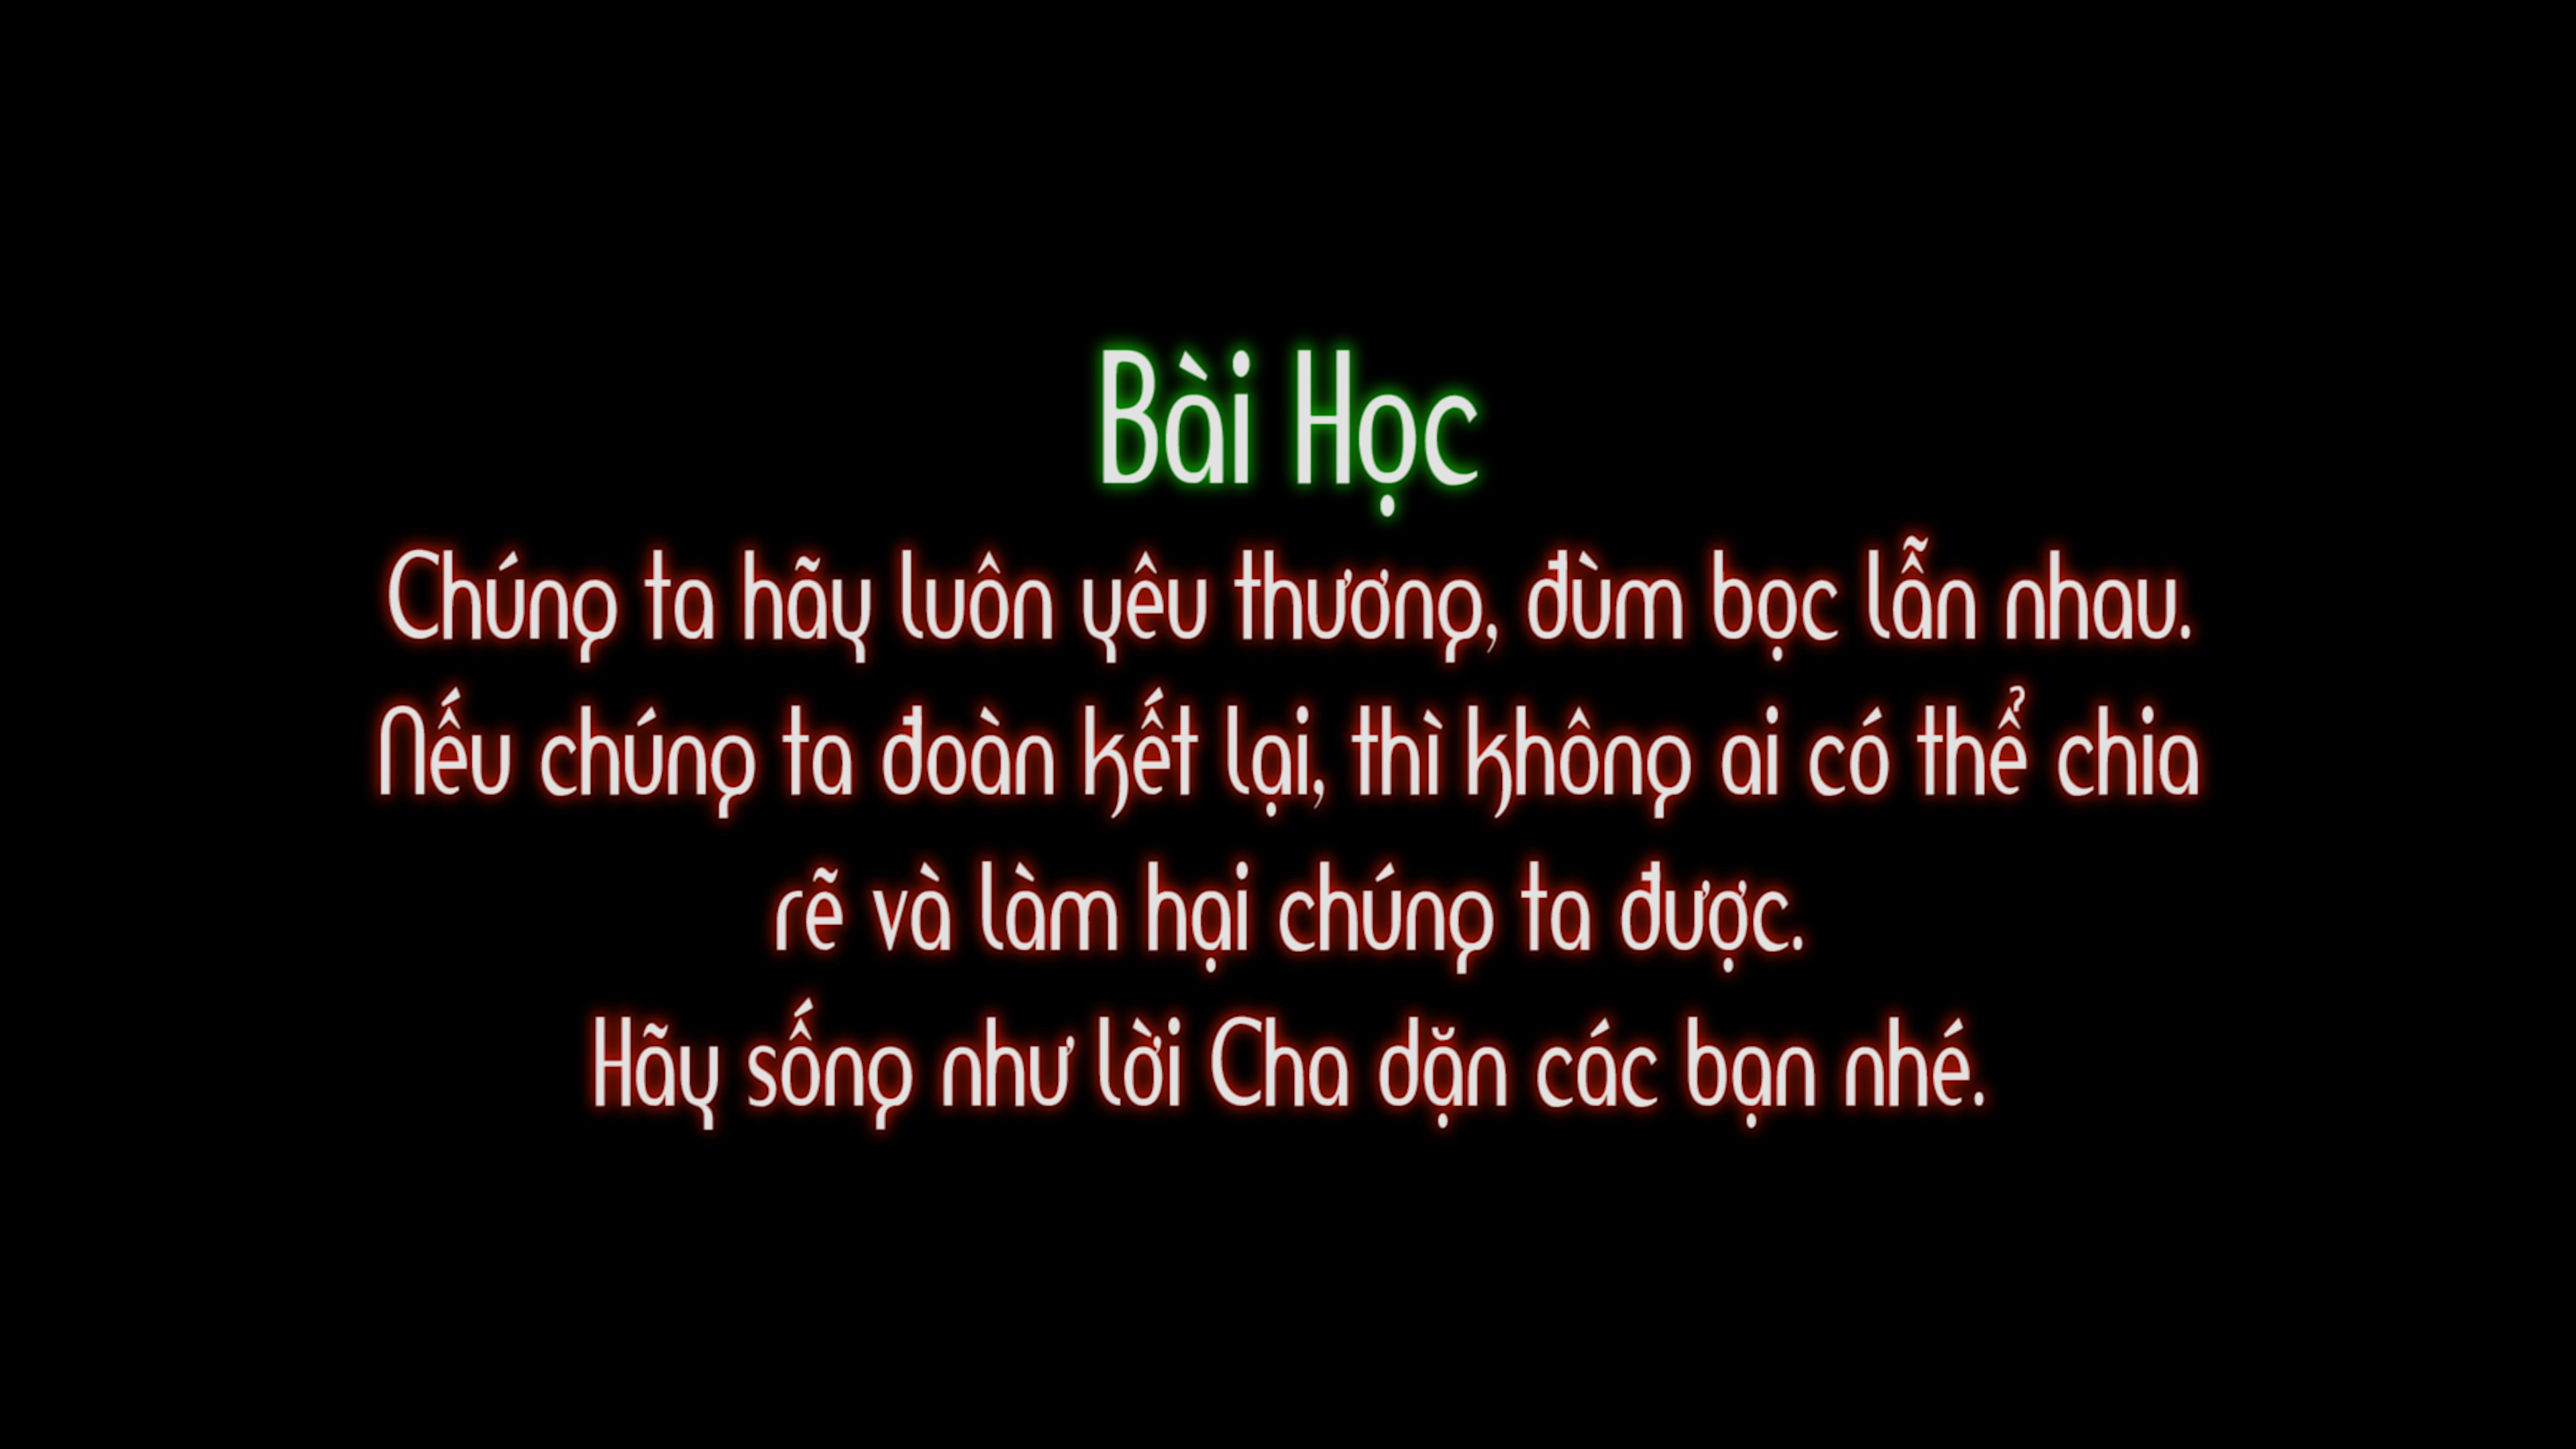 Bài Học
Chúng ta hãy luôn yêu thương, đùm bọc lẫn nhau.
Nếu chúng ta đoàn kết lại, thì không ai có thể chia
rẽ và làm hại chúng ta được.
Hãy sống như lời Cha dặn các bạn nhé.